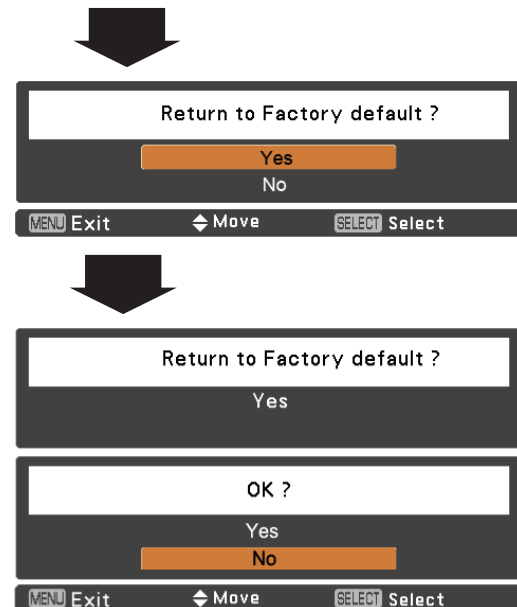 Return to Factory default ?
Yes
No
MENU Exit Move SELECT Select
Return to Factory default ?
Yes
OK ?
Yes
No
MENU Exit Move SELECT Select